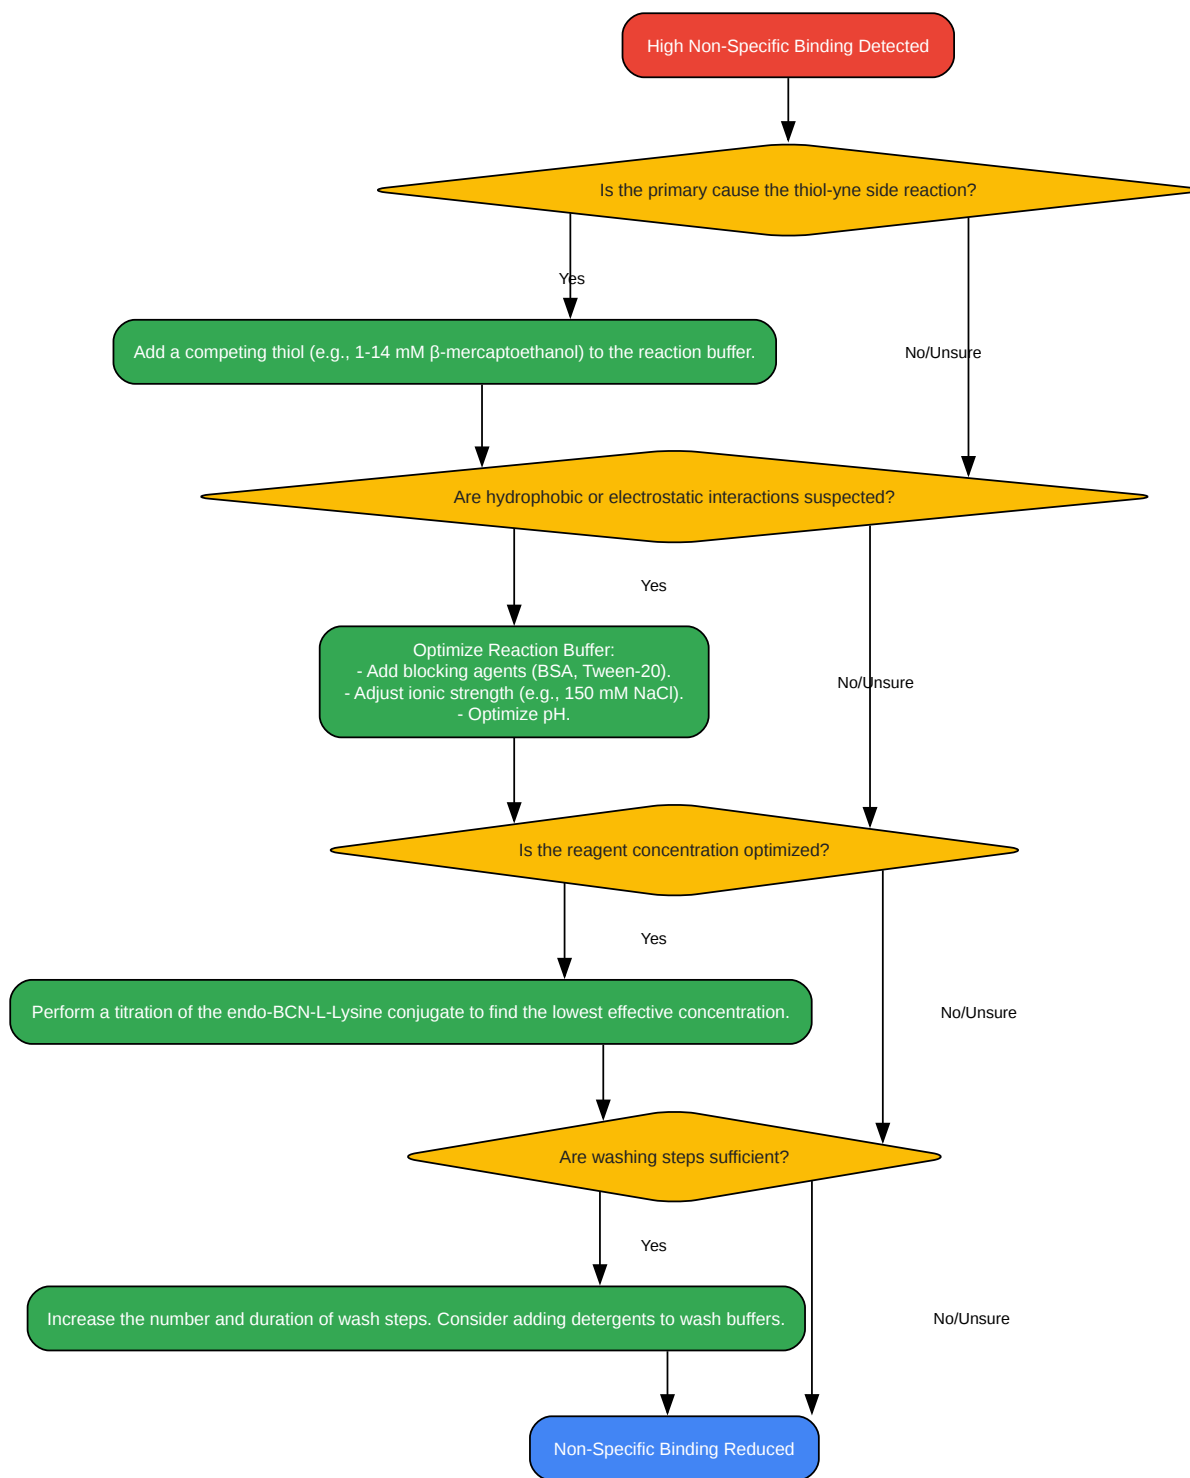 High Non-Specific Binding Detected
Is the primary cause the thiol-yne side reaction?
Yes
Add a competing thiol (e.g., 1-14 mM β-mercaptoethanol) to the reaction buffer.
No/Unsure
Are hydrophobic or electrostatic interactions suspected?
Yes
Optimize Reaction Buffer:
- Add blocking agents (BSA, Tween-20).
- Adjust ionic strength (e.g., 150 mM NaCl).
- Optimize pH.
No/Unsure
Is the reagent concentration optimized?
Yes
Perform a titration of the endo-BCN-L-Lysine conjugate to find the lowest effective concentration.
No/Unsure
Are washing steps sufficient?
Yes
Increase the number and duration of wash steps. Consider adding detergents to wash buffers.
No/Unsure
Non-Specific Binding Reduced